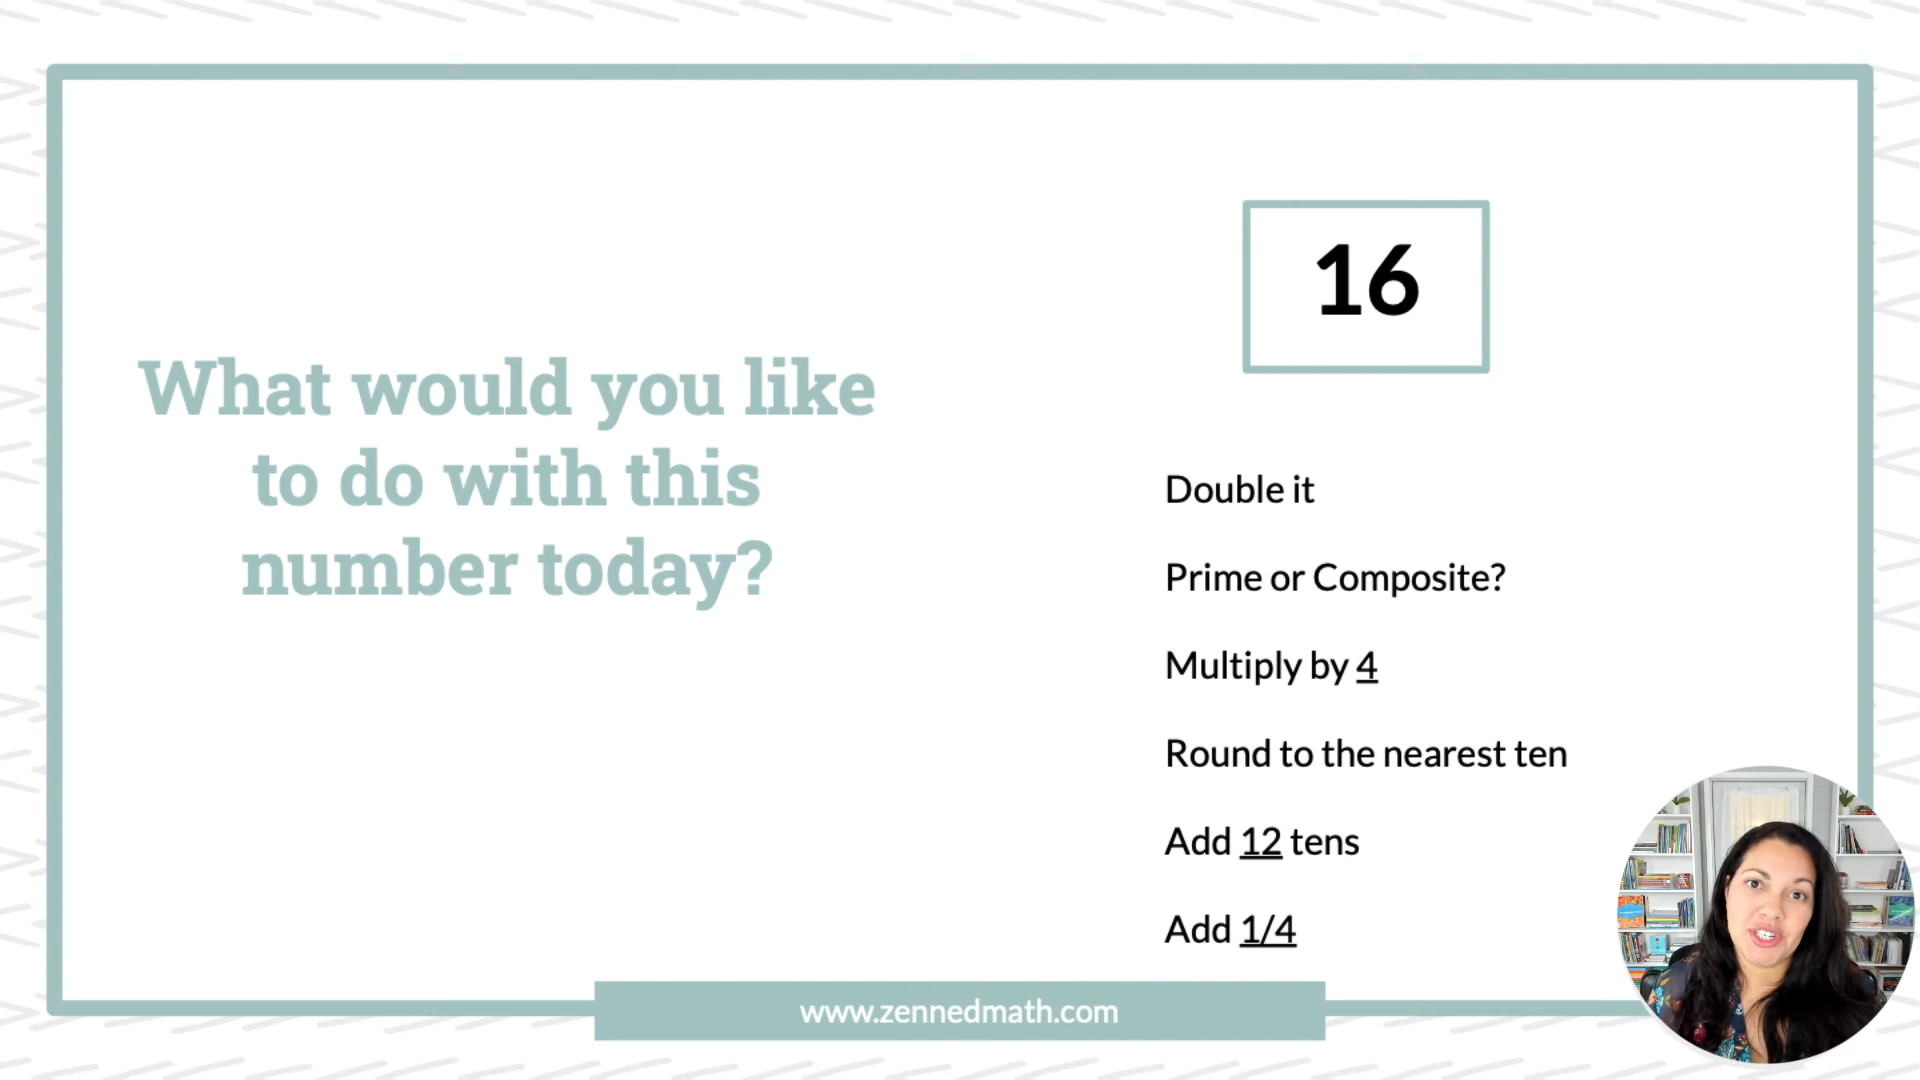 What would you like
to do with this
number today?
16
Double it
Prime or Composite?
Multiply by 4
Round to the nearest ten
Add 12 tens
Add 1/4
www.zennedmath.com